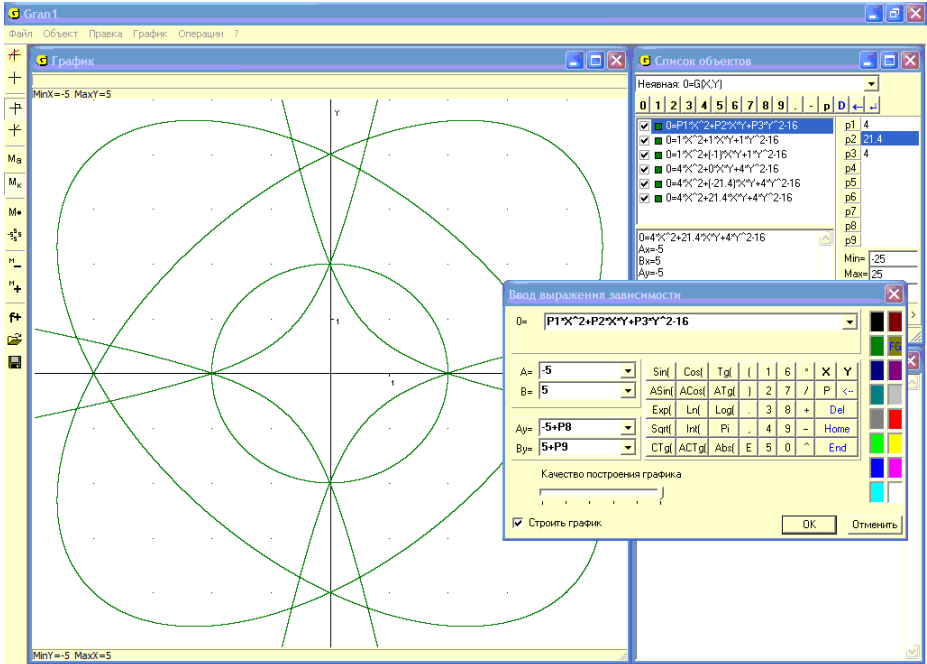 Gran1
Файл Объект Правка График Операции ?
График
MinX=-5 MaxY=5
Y
1
1
MinY=-5 MaxX=5
Ма
Мк
Список объектов
Неявная: 0=G(X,Y)
0 1 2 3 4 5 6 7 8 9 . - p D ←
0=P1*X^2+P2*X*Y+P3*Y^2-16
0=1*X^2+1*X*Y+1*Y^2-16
0=1*X^2+(-1)*X*Y+1*Y^2-16
0=4*X^2+0*X*Y+4*Y^2-16
0=4*X^2+(-21.4)*X*Y+4*Y^2-16
0=4*X^2+21.4*X*Y+4*Y^2-16
p1 4
p2 21.4
p3 4
p4
p5
p6
p7
p8
p9
Min= -25
Max= 25
0=4*X^2+21.4*X*Y+4*Y^2-16
Ax=-5
Bx=5
Ay=-5
Ввод выражения зависимости
0= P1*X^2+P2*X*Y+P3*Y^2-16
FG
A= -5
B= 5
Ay= -5+P8
By= 5+P9
Sin( Cos( Tg( ( 1 6 * X Y
ASin( ACos( ATg( ) 2 7 / P <--
Exp( Ln( Log( . 3 8 + Del
Sqrt( Int( Pi , 4 9 - Home
CTg( ACTg( Abs( E 5 0 ^ End
Качество построения графика
Строить график
OK Отменить